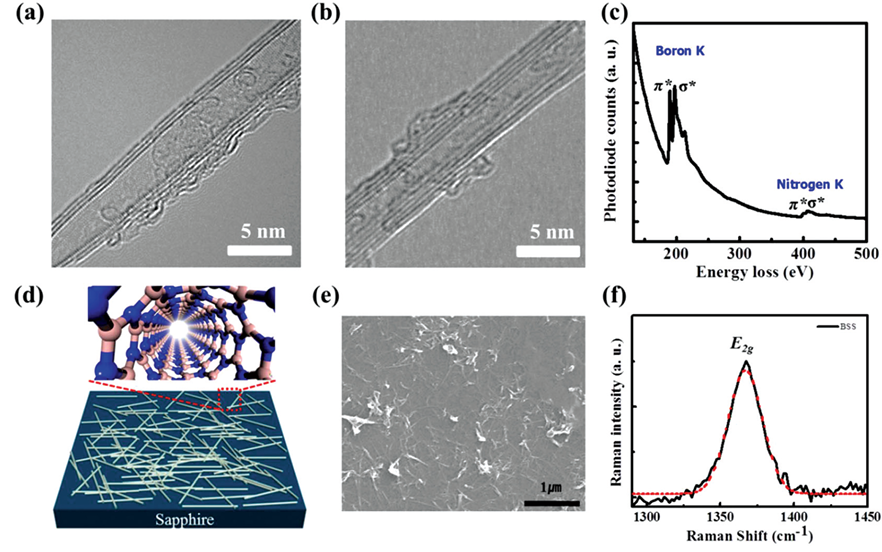 (a)
5 nm
(b)
5 nm
(c)
Photodiode counts (a. u.)
Boron K
π* σ*
Nitrogen K
π*σ*
200
300
400
500
Energy loss (eV)
(d)
Sapphire
(e)
1㎛
(f)
Raman intensity (a. u.)
BSS
E2g
1300
1350
1400
1450
Raman Shift (cm-1)